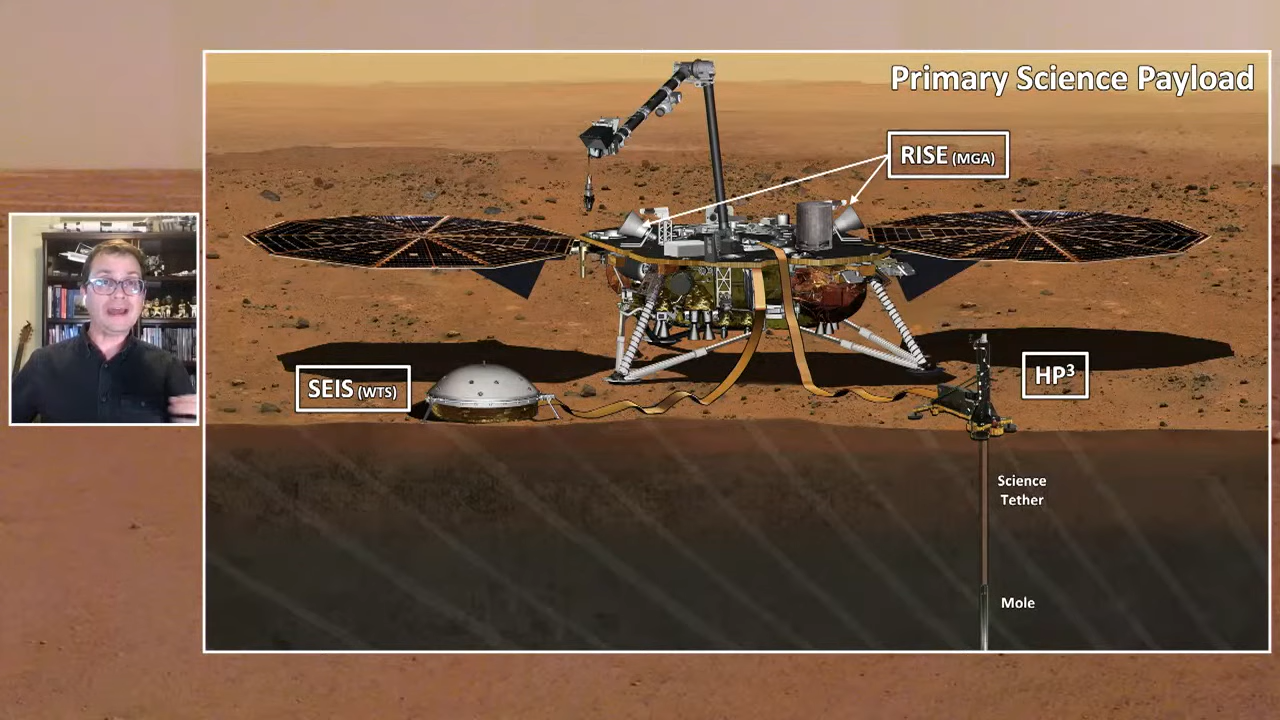 Primary Science Payload
RISE (MGA)
SEIS (WTS)
HP³
Science
Tether
Mole